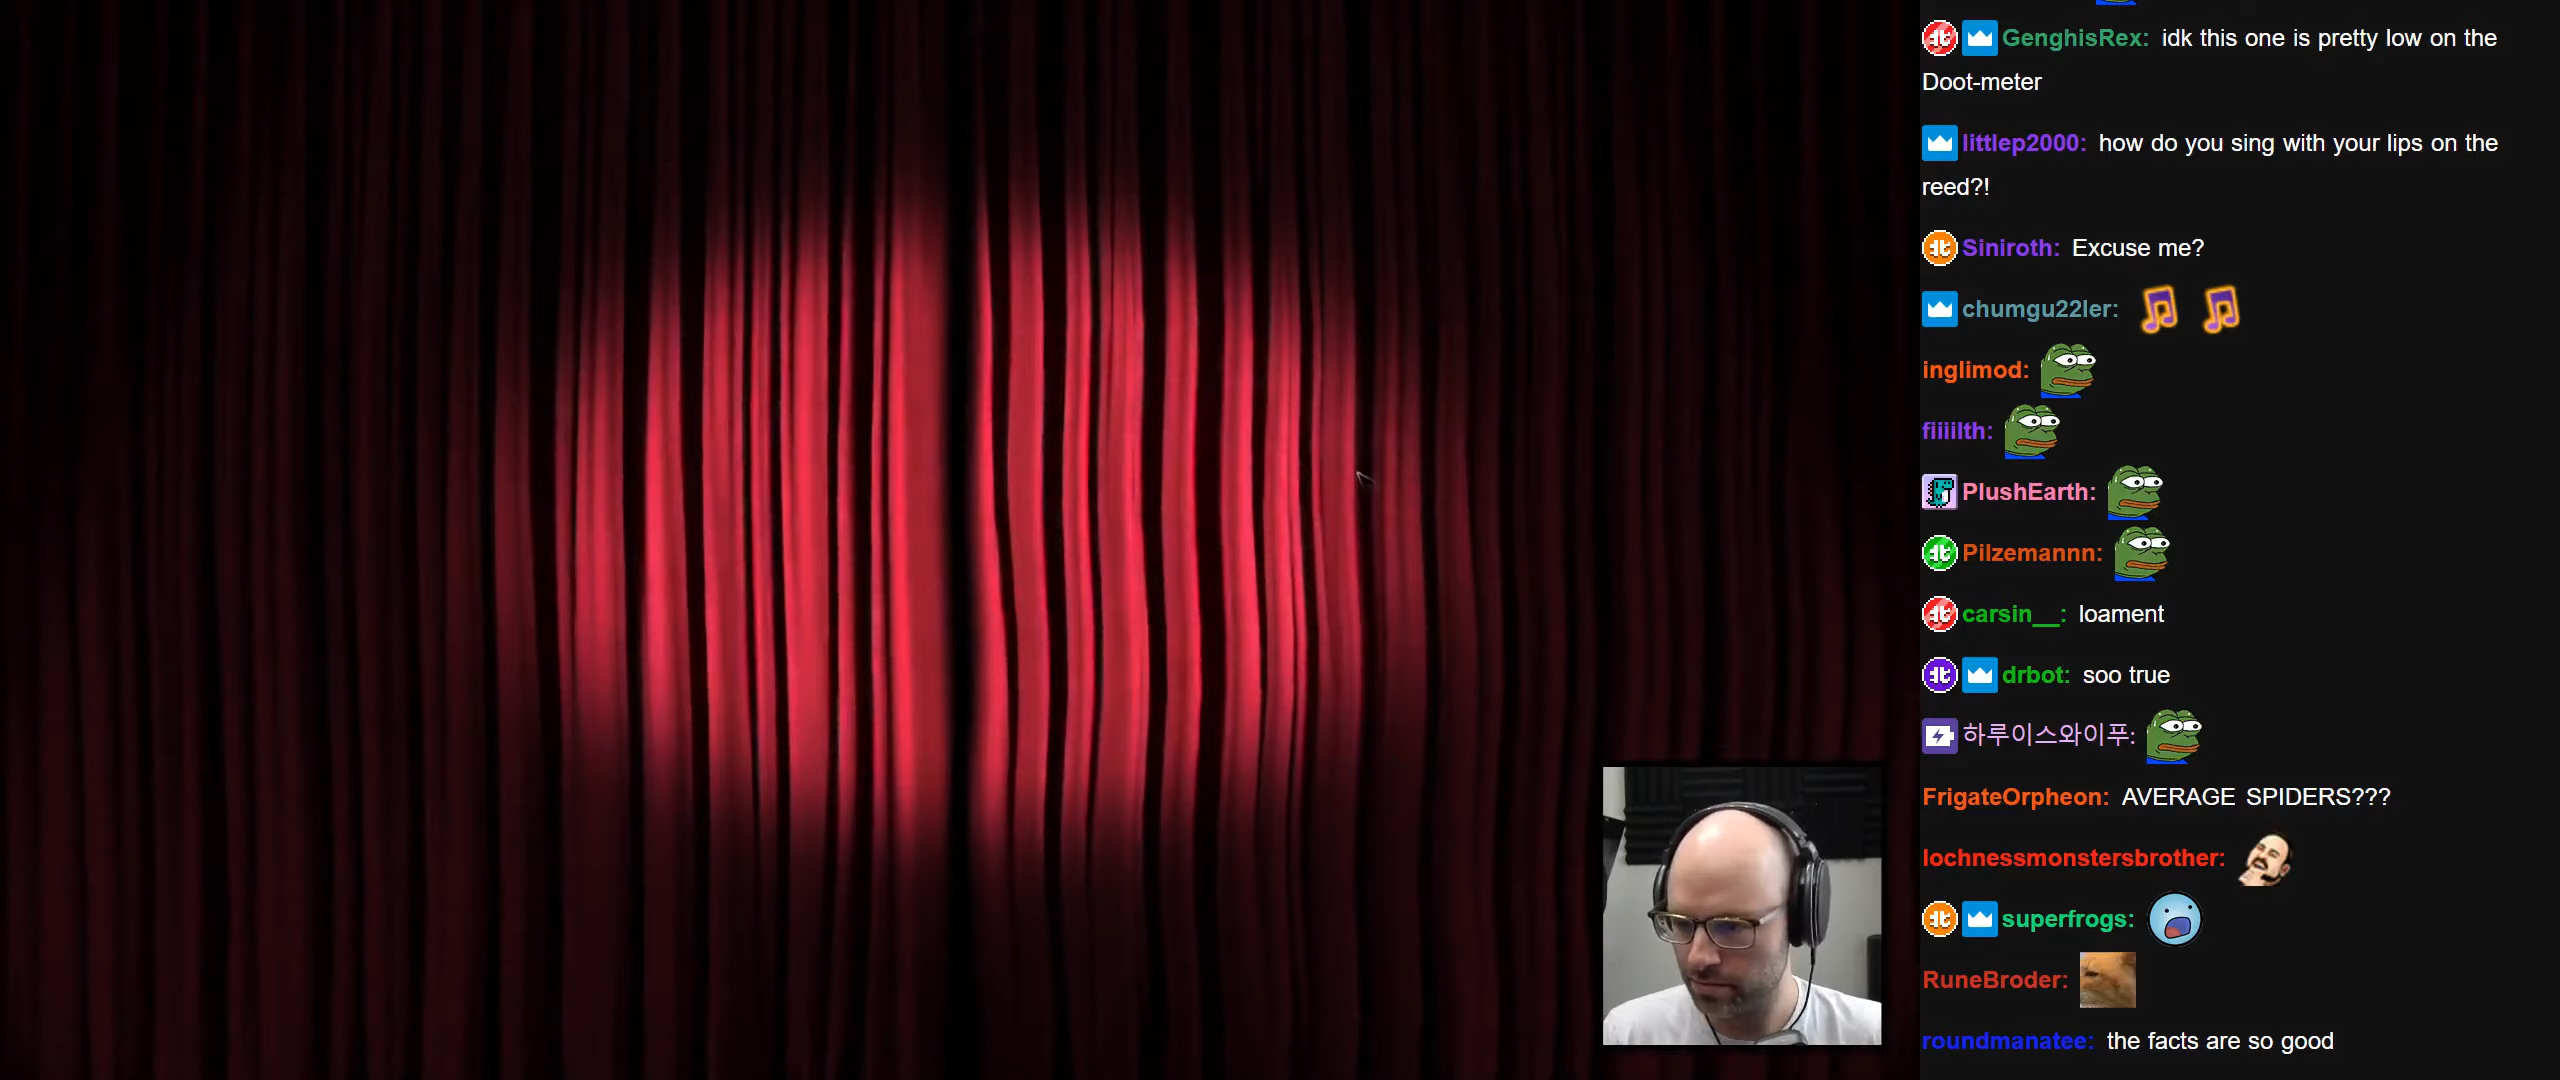 GenghisRex: idk this one is pretty low on the
Doot-meter
littlep2000: how do you sing with your lips on the
reed?!
Siniroth: Excuse me?
chumgu22ler:
inglimod:
fiiiilth:
PlushEarth:
Pilzemannn:
carsin__: loament
drbot: soo true
하루이스와이푸:
FrigateOrpheon: AVERAGE SPIDERS???
lochnessmonstersbrother:
superfrogs:
RuneBroder:
roundmanatee: the facts are so good